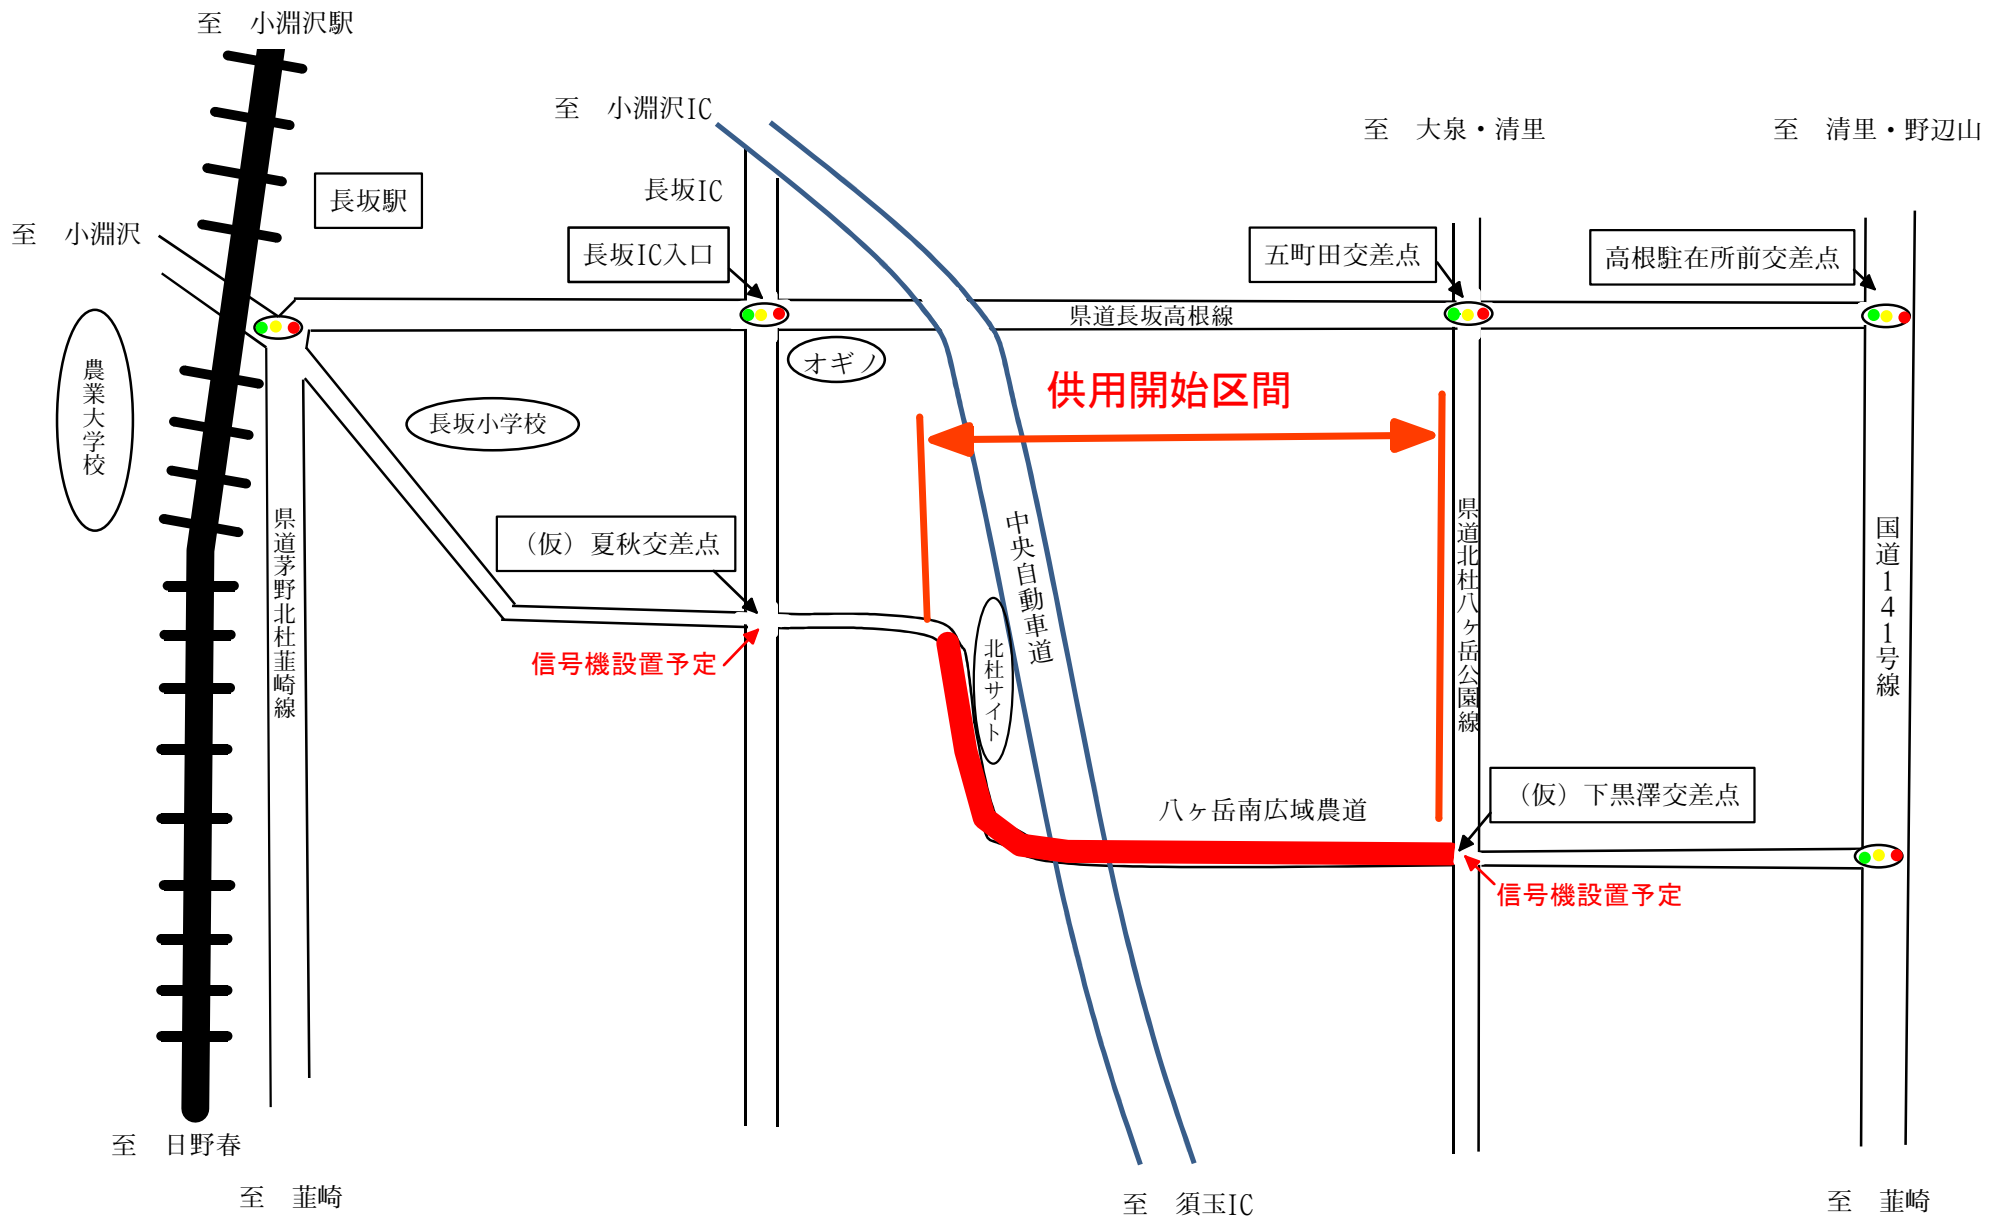 至　小淵沢駅
至　小淵沢IC
至　大泉・清里
至　清里・野辺山
長坂駅
長坂IC
至　小淵沢
長坂IC入口
五町田交差点
高根駐在所前交差点
県道長坂高根線
オギノ
農業大学校
供用開始区間
長坂小学校
県道茅野北杜韮崎線
（仮）夏秋交差点
中央自動車道
県道北杜八ヶ岳公園線
国道141号線
信号機設置予定
北杜サイト
八ヶ岳南広域農道
（仮）下黒澤交差点
信号機設置予定
至　日野春
至　韮崎
至　須玉IC
至　韮崎